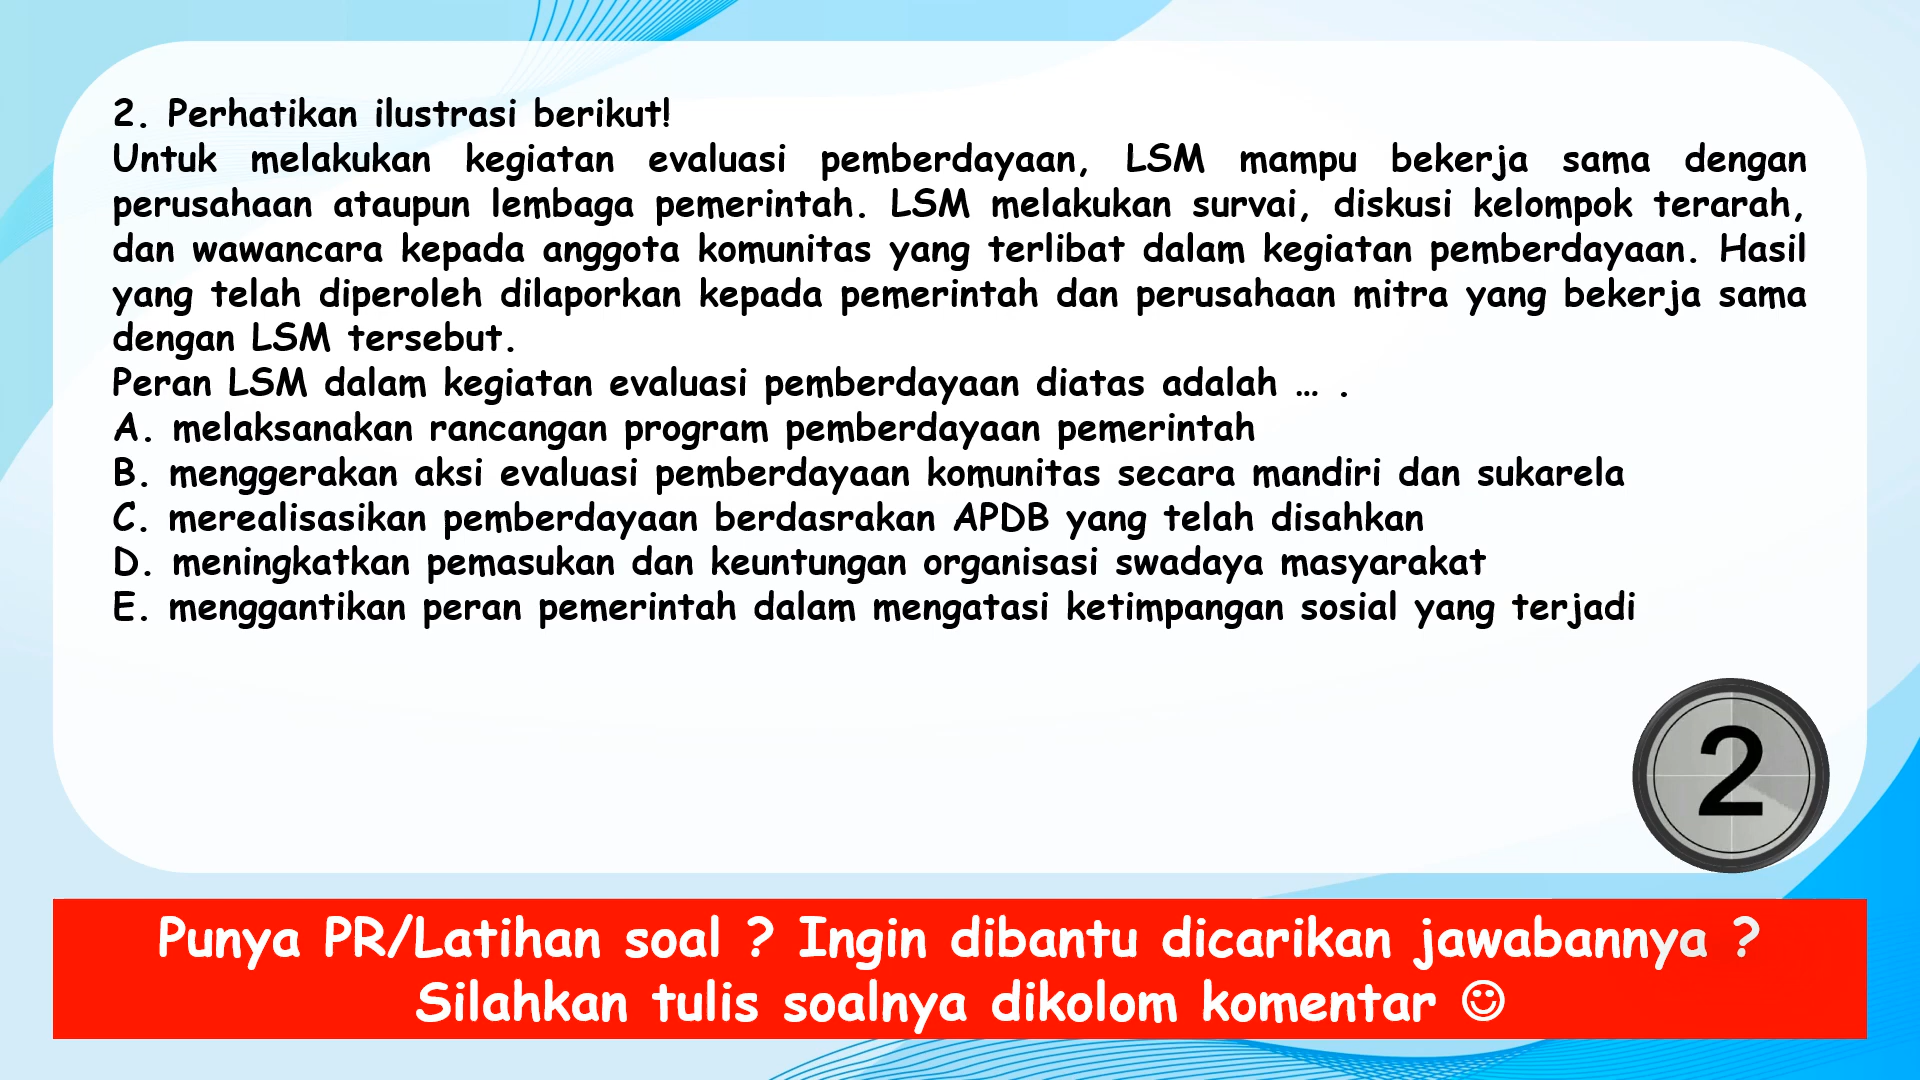 2. Perhatikan ilustrasi berikut!
Untuk melakukan kegiatan evaluasi pemberdayaan, LSM mampu bekerja sama dengan
perusahaan ataupun lembaga pemerintah. LSM melakukan survai, diskusi kelompok terarah,
dan wawancara kepada anggota komunitas yang terlibat dalam kegiatan pemberdayaan. Hasil
yang telah diperoleh dilaporkan kepada pemerintah dan perusahaan mitra yang bekerja sama
dengan LSM tersebut.
Peran LSM dalam kegiatan evaluasi pemberdayaan diatas adalah … .
A. melaksanakan rancangan program pemberdayaan pemerintah
B. menggerakan aksi evaluasi pemberdayaan komunitas secara mandiri dan sukarela
C. merealisasikan pemberdayaan berdasrakan APDB yang telah disahkan
D. meningkatkan pemasukan dan keuntungan organisasi swadaya masyarakat
E. menggantikan peran pemerintah dalam mengatasi ketimpangan sosial yang terjadi
2
Punya PR/Latihan soal ? Ingin dibantu dicarikan jawabannya ?
Silahkan tulis soalnya dikolom komentar ☺